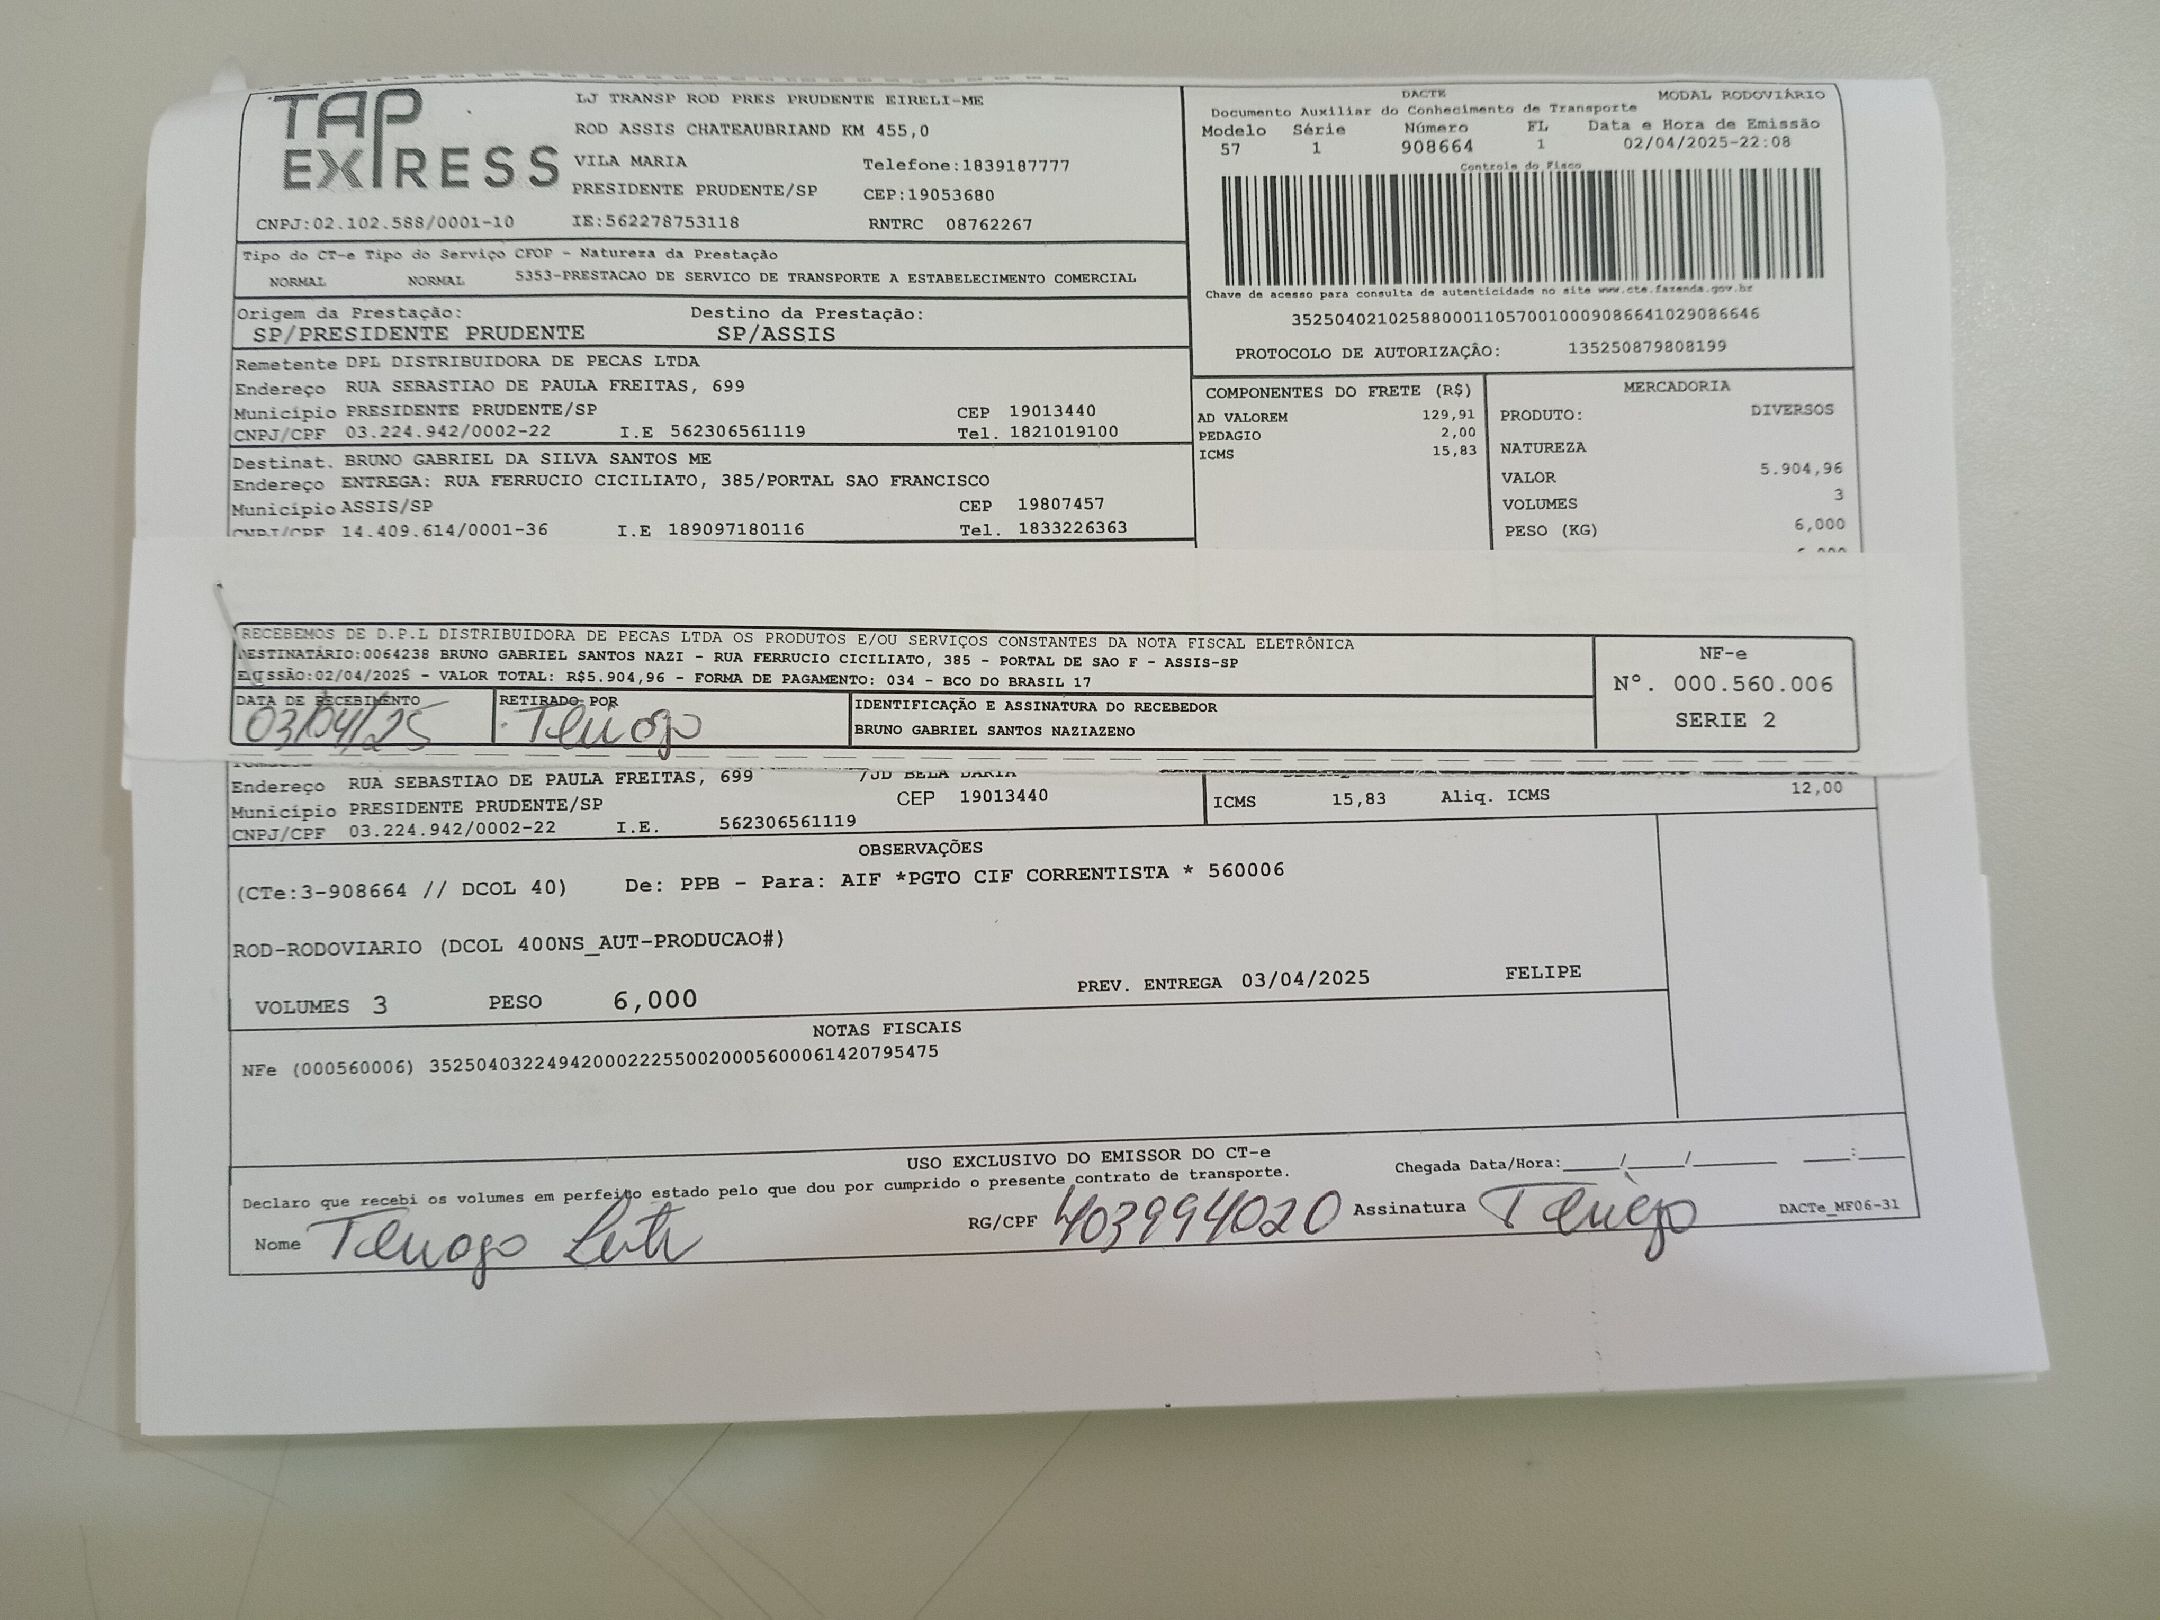 TAP EXPRESS
LJ TRANSP ROD PRES PRUDENTE EIRELI-ME
ROD ASSIS CHATEAUBRIAND KM 455,0
VILA MARIA Telefone:1839187777
PRESIDENTE PRUDENTE/SP CEP:19053680
CNPJ:02.102.588/0001-10 IE:562278753118 RNTRC 08762267
DACTE MODAL RODOVIÁRIO
Documento Auxiliar do Conhecimento de Transporte
Modelo Série Número FL Data e Hora de Emissão
57 1 908664 1 02/04/2025-22:08
Controle do Fisco
Chave de acesso para consulta de autenticidade no site www.cte.fazenda.gov.br
35250402102588000110570010009086641029086646
PROTOCOLO DE AUTORIZAÇÃO: 135250879808199
Tipo do CT-e Tipo do Serviço CFOP - Natureza da Prestação
NORMAL NORMAL 5353-PRESTACAO DE SERVICO DE TRANSPORTE A ESTABELECIMENTO COMERCIAL
Origem da Prestação: Destino da Prestação:
SP/PRESIDENTE PRUDENTE SP/ASSIS
Remetente DPL DISTRIBUIDORA DE PECAS LTDA
Endereço RUA SEBASTIAO DE PAULA FREITAS, 699
Município PRESIDENTE PRUDENTE/SP CEP 19013440
CNPJ/CPF 03.224.942/0002-22 I.E 562306561119 Tel. 1821019100
Destinat. BRUNO GABRIEL DA SILVA SANTOS ME
Endereço ENTREGA: RUA FERRUCIO CICILIATO, 385/PORTAL SAO FRANCISCO
Município ASSIS/SP CEP 19807457
CNPJ/CPF 14.409.614/0001-36 I.E 189097180116 Tel. 1833226363
COMPONENTES DO FRETE (R$)
AD VALOREM 129,91
PEDAGIO 2,00
ICMS 15,83
MERCADORIA
PRODUTO: DIVERSOS
NATUREZA
VALOR 5.904,96
VOLUMES 3
PESO (KG) 6,000
RECEBEMOS DE D.P.L DISTRIBUIDORA DE PECAS LTDA OS PRODUTOS E/OU SERVIÇOS CONSTANTES DA NOTA FISCAL ELETRÔNICA
DESTINATÁRIO:0064238 BRUNO GABRIEL SANTOS NAZI - RUA FERRUCIO CICILIATO, 385 - PORTAL DE SAO F - ASSIS-SP
EMISSÃO:02/04/2025 - VALOR TOTAL: R$5.904,96 - FORMA DE PAGAMENTO: 034 - BCO DO BRASIL 17
DATA DE RECEBIMENTO RETIRADO POR IDENTIFICAÇÃO E ASSINATURA DO RECEBEDOR
03/04/25 BRUNO GABRIEL SANTOS NAZIAZENO
NF-e
Nº. 000.560.006
SERIE 2
Endereço RUA SEBASTIAO DE PAULA FREITAS, 699
Município PRESIDENTE PRUDENTE/SP CEP 19013440
CNPJ/CPF 03.224.942/0002-22 I.E. 562306561119
ICMS 15,83 Aliq. ICMS 12,00
OBSERVAÇÕES
(CTe:3-908664 // DCOL 40) De: PPB - Para: AIF *PGTO CIF CORRENTISTA * 560006
ROD-RODOVIARIO (DCOL 400NS_AUT-PRODUCAO#)
VOLUMES 3 PESO 6,000 PREV. ENTREGA 03/04/2025 FELIPE
NOTAS FISCAIS
NFe (000560006) 35250403224942000222550020005600061420795475
USO EXCLUSIVO DO EMISSOR DO CT-e
Declaro que recebi os volumes em perfeito estado pelo que dou por cumprido o presente contrato de transporte. Chegada Data/Hora:____/____/______ ___:___
Nome RG/CPF 403994020 Assinatura DACTe_MF06-31